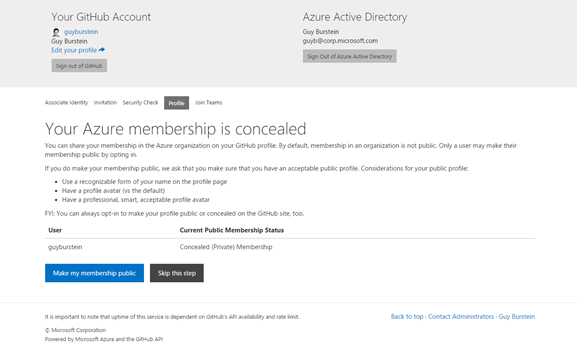 Your GitHub Account
guyburstein
Guy Burstein
Edit your profile
Sign out of GitHub
Azure Active Directory
Guy Burstein
guyb@corp.microsoft.com
Sign Out of Azure Active Directory
Associate Identity Invitation Security Check Profile Join Teams
Your Azure membership is concealed
You can share your membership in the Azure organization on your GitHub profile. By default, membership in an organization is not public. Only a user may make their
membership public by opting in.
If you do make your membership public, we ask that you make sure that you have an acceptable public profile. Considerations for your public profile:
• Use a recognizable form of your name on the profile page
• Have a profile avatar (vs the default)
• Have a professional, smart, acceptable profile avatar
FYI: You can always opt-in to make your profile public or concealed on the GitHub site, too.
User Current Public Membership Status
guyburstein Concealed (Private) Membership
Make my membership public Skip this step
It is important to note that uptime of this service is dependent on GitHub's API availability and rate limit.
Back to top · Contact Administrators · Guy Burstein
© Microsoft Corporation
Powered by Microsoft Azure and the GitHub API